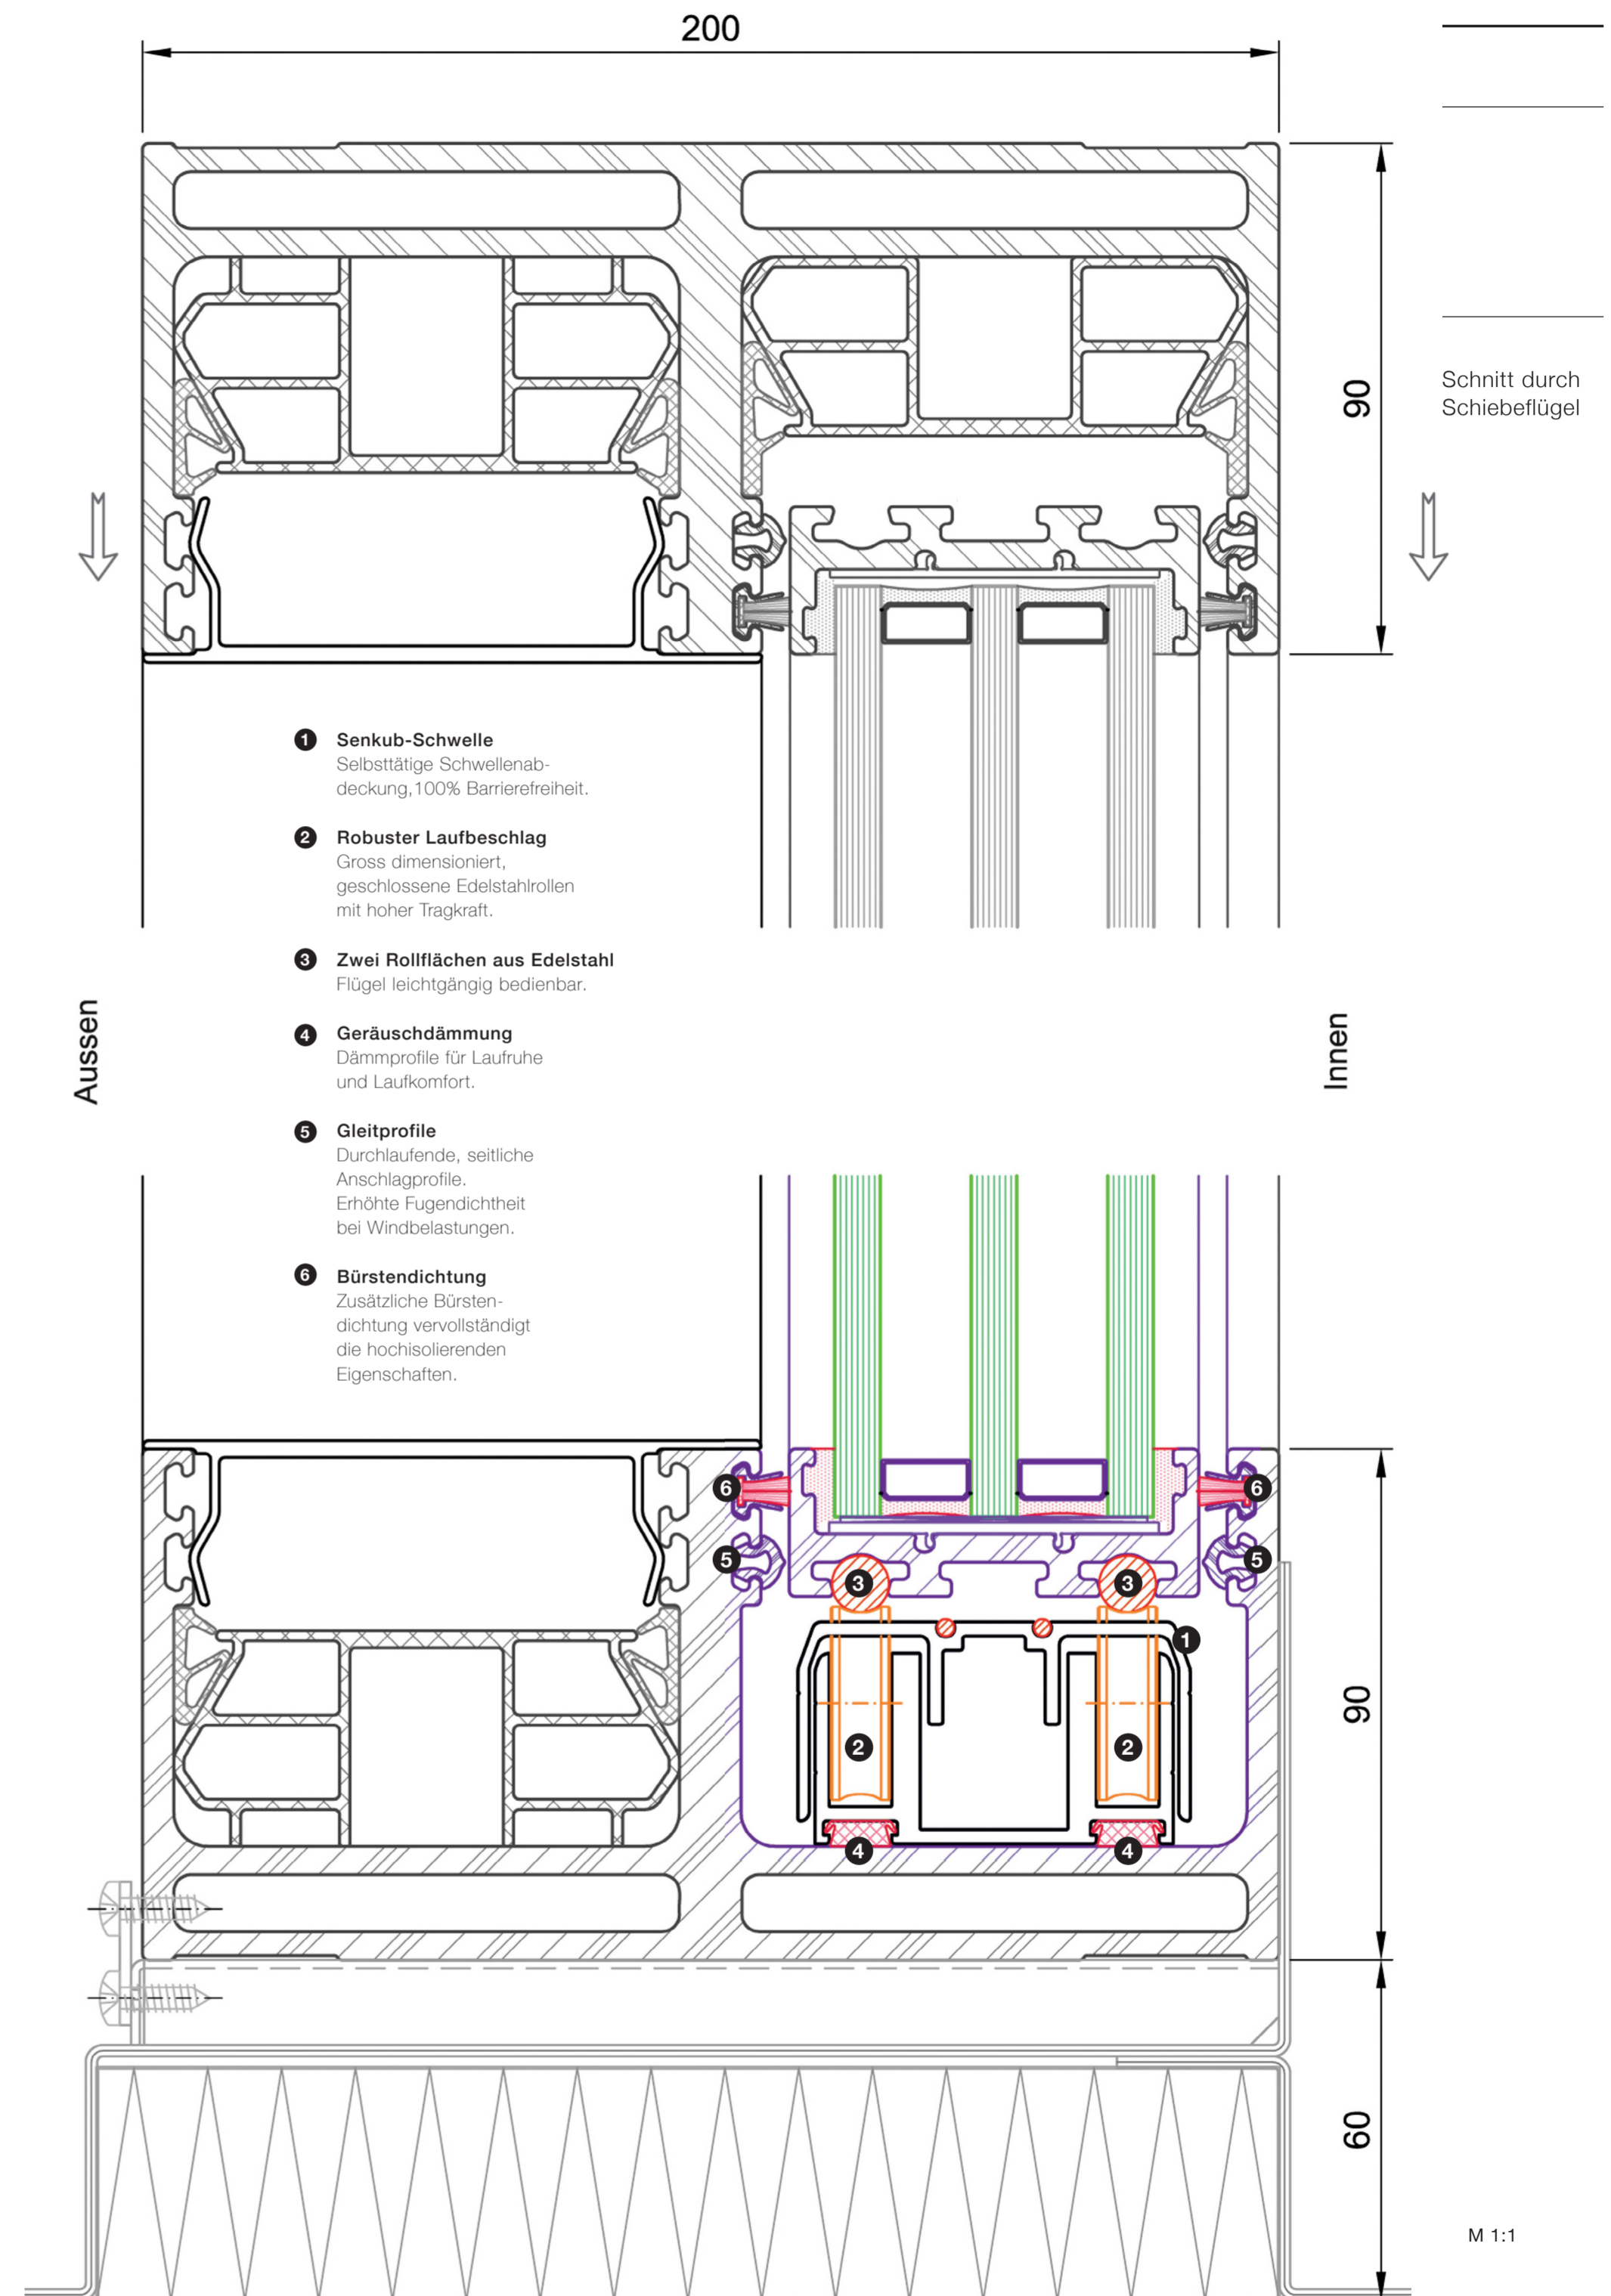 200
90
Schnitt durch
Schiebeflügel
1 Senkub-Schwelle
Selbsttätige Schwellenab-
deckung,100% Barrierefreiheit.
2 Robuster Laufbeschlag
Gross dimensioniert,
geschlossene Edelstahlrollen
mit hoher Tragkraft.
3 Zwei Rollflächen aus Edelstahl
Flügel leichtgängig bedienbar.
4 Geräuschdämmung
Dämmprofile für Laufruhe
und Laufkomfort.
5 Gleitprofile
Durchlaufende, seitliche
Anschlagprofile.
Erhöhte Fugendichtheit
bei Windbelastungen.
6 Bürstendichtung
Zusätzliche Bürsten-
dichtung vervollständigt
die hochisolierenden
Eigenschaften.
Aussen
Innen
6 6
5 5
3 3
1
2 2
4 4
90
60
M 1:1